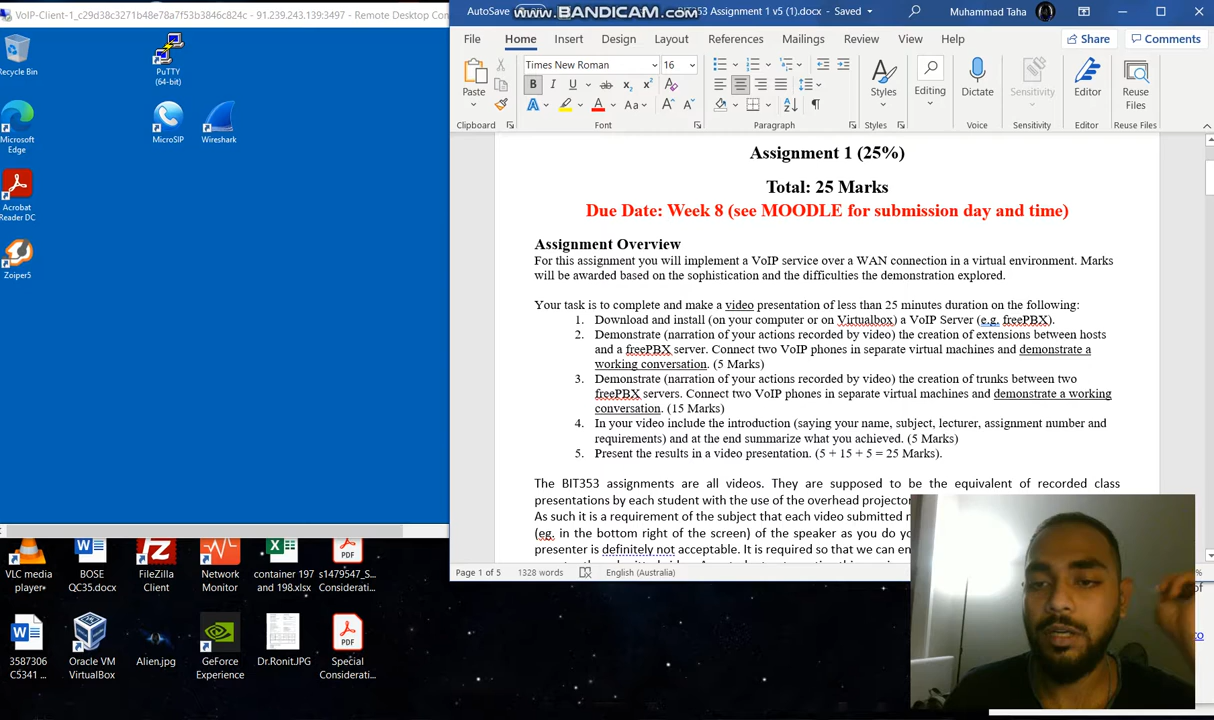 VoIP-Client-1_c29d38c3271b48e78a7f53b3846c824c - 91.239.243.139:3497 - Remote Desktop Con
AutoSave
www.BANDICAM.com
BIT353 Assignment 1 v5 (1).docx - Saved
Muhammad Taha
File Home Insert Design Layout References Mailings Review View Help
Share Comments
Times New Roman 16
Paste
Styles
Editing
Dictate
Sensitivity
Editor
Reuse Files
Clipboard Font Paragraph Styles Voice Sensitivity Editor Reuse Files
Recycle Bin
PuTTY (64-bit)
Microsoft Edge
MicroSIP
Wireshark
Acrobat Reader DC
Zoiper5
Assignment 1 (25%)
Total: 25 Marks
Due Date: Week 8 (see MOODLE for submission day and time)
Assignment Overview
For this assignment you will implement a VoIP service over a WAN connection in a virtual environment. Marks
will be awarded based on the sophistication and the difficulties the demonstration explored.
Your task is to complete and make a video presentation of less than 25 minutes duration on the following:
1. Download and install (on your computer or on Virtualbox) a VoIP Server (e.g. freePBX).
2. Demonstrate (narration of your actions recorded by video) the creation of extensions between hosts
and a freePBX server. Connect two VoIP phones in separate virtual machines and demonstrate a
working conversation. (5 Marks)
3. Demonstrate (narration of your actions recorded by video) the creation of trunks between two
freePBX servers. Connect two VoIP phones in separate virtual machines and demonstrate a working
conversation. (15 Marks)
4. In your video include the introduction (saying your name, subject, lecturer, assignment number and
requirements) and at the end summarize what you achieved. (5 Marks)
5. Present the results in a video presentation. (5 + 15 + 5 = 25 Marks).
The BIT353 assignments are all videos. They are supposed to be the equivalent of recorded class
presentations by each student with the use of the overhead projector
As such it is a requirement of the subject that each video submitted
(eg. in the bottom right of the screen) of the speaker as you do
presenter is definitely not acceptable. It is required so that we can
Page 1 of 5 1328 words English (Australia)
VLC media player
BOSE QC35.docx
FileZilla Client
Network Monitor
container 197 and 198.xlsx
s1479547_S... Considerati...
3587306 C5341 ...
Oracle VM VirtualBox
Alien.jpg
GeForce Experience
Dr.Ronit.JPG
Special Considerati...